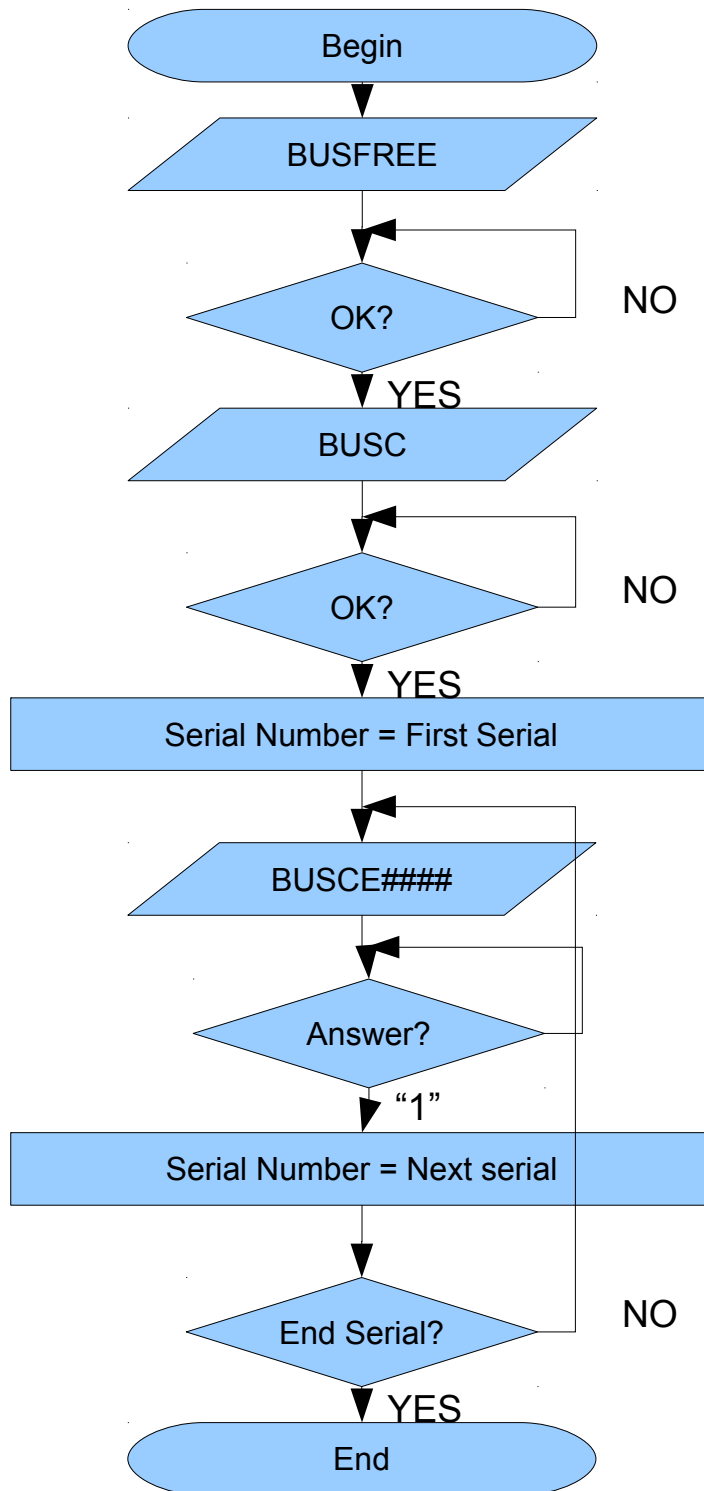 Begin
BUSFREE
OK?
NO
YES
BUSC
OK?
NO
YES
Serial Number = First Serial
BUSCE####
Answer?
“1”
Serial Number = Next serial
End Serial?
NO
YES
End